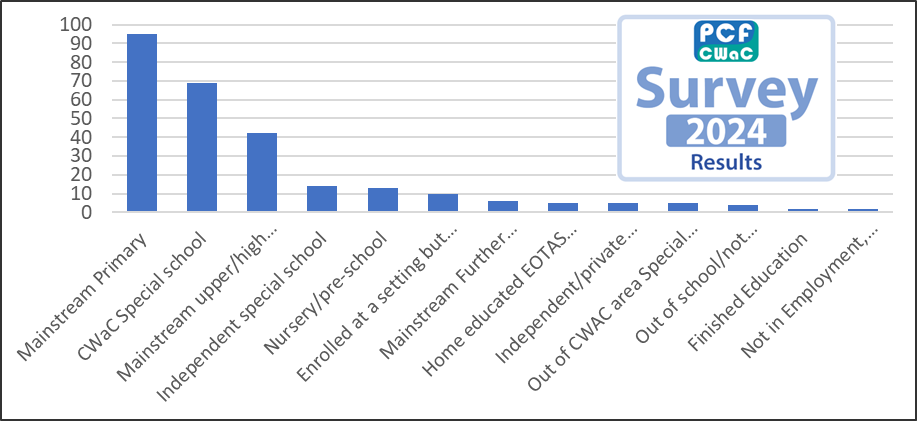 100
90
80
70
60
50
40
30
20
10
0
PCF
CWaC
Survey
2024
Results
Mainstream Primary
CWaC Special school
Mainstream upper/high…
Independent special school
Nursery/pre-school
Enrolled at a setting but…
Mainstream Further…
Home educated EOTAS…
Independent/private…
Out of CWAC area Special…
Out of school/not…
Finished Education
Not in Employment,…